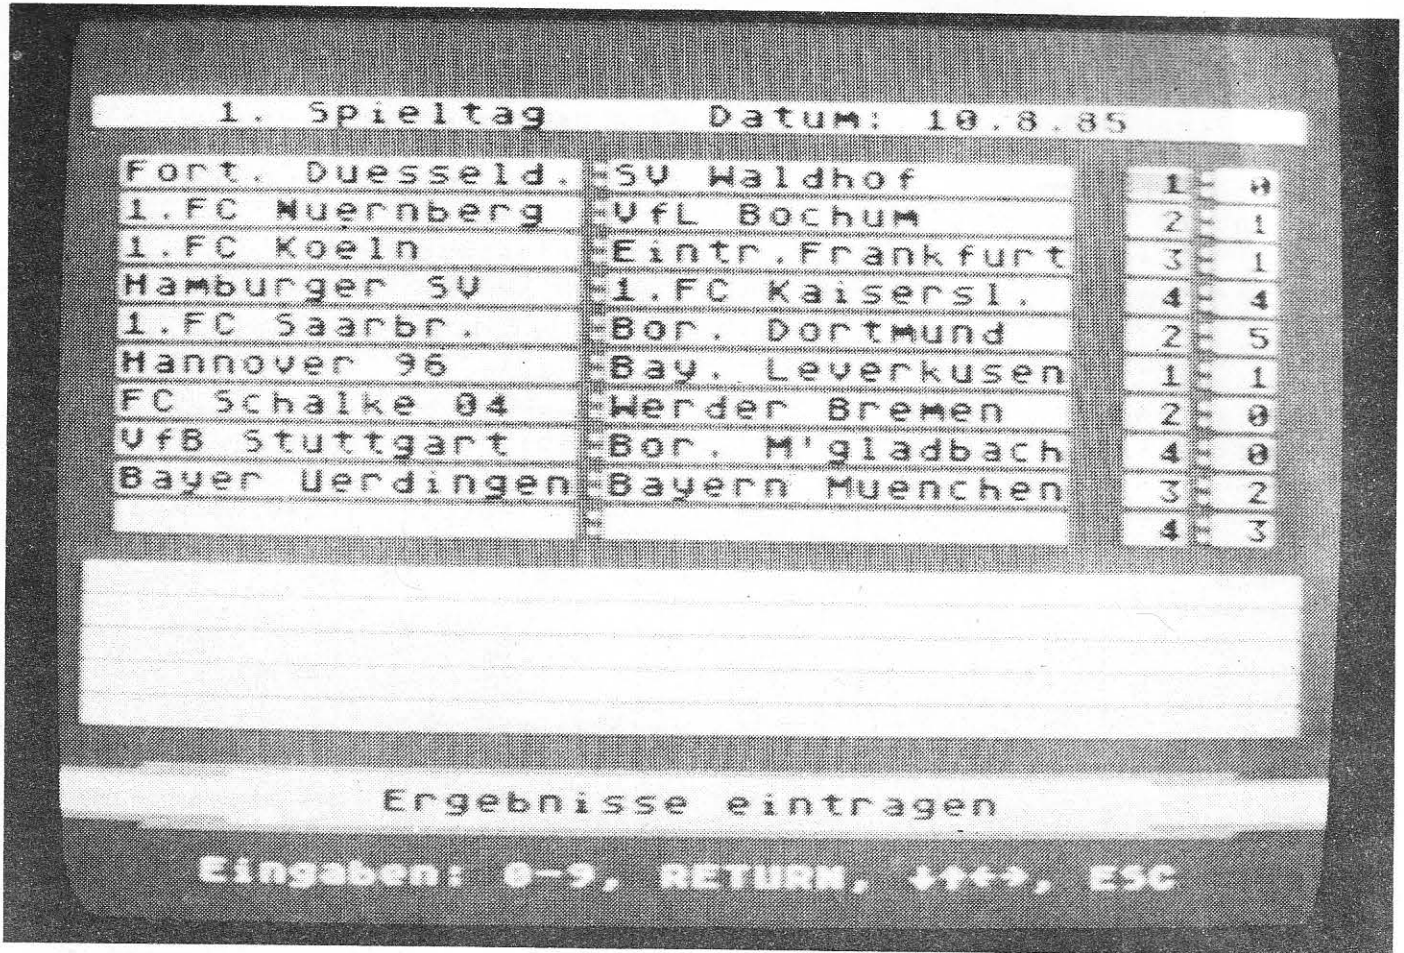 1. Spieltag Datum: 10.8.85
Fort. Duesseld. : SV Waldhof 1 : 0
1.FC Nuernberg : VfL Bochum 2 : 1
1.FC Koeln : Eintr.Frankfurt 3 : 1
Hamburger SV : 1.FC Kaisersl. 4 : 4
1.FC Saarbr. : Bor. Dortmund 2 : 5
Hannover 96 : Bay. Leverkusen 1 : 1
FC Schalke 04 : Werder Bremen 2 : 0
VfB Stuttgart : Bor. M'gladbach 4 : 0
Bayer Uerdingen : Bayern Muenchen 3 : 2
: 4 : 3
Ergebnisse eintragen
Eingaben: 0-9, RETURN, ↓↑←→, ESC